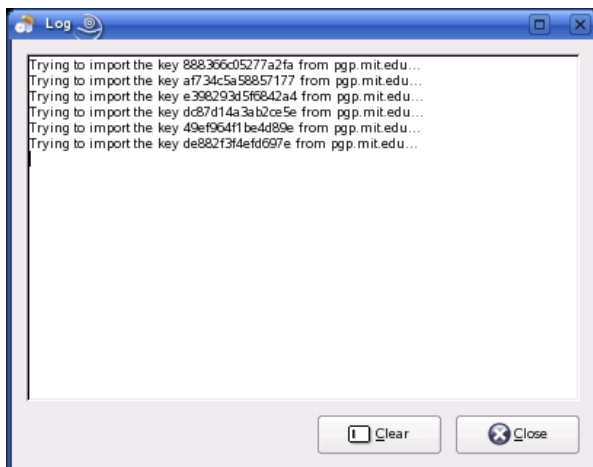 Log
Trying to import the key 888366c05277a2fa from pgp.mit.edu...
Trying to import the key af734c5a58857177 from pgp.mit.edu...
Trying to import the key e398293d5f6842a4 from pgp.mit.edu...
Trying to import the key dc87d14a3ab2ce5e from pgp.mit.edu...
Trying to import the key 49ef964f1be4d89e from pgp.mit.edu...
Trying to import the key de882f3f4efd697e from pgp.mit.edu...
Clear
Close